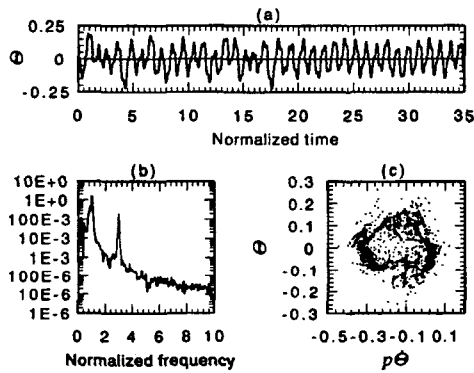 (a)
0.25
0
-0.25
Θ
0 5 10 15 20 25 30 35
Normalized time
(b)
10E+0
1E+0
100E-3
10E-3
1E-3
100E-6
10E-6
1E-6
0 2 4 6 8 10
Normalized frequency
(c)
0.3
0.2
0.1
0
-0.1
-0.2
-0.3
Θ
-0.5 -0.3 -0.1 0.1
pΘ̇